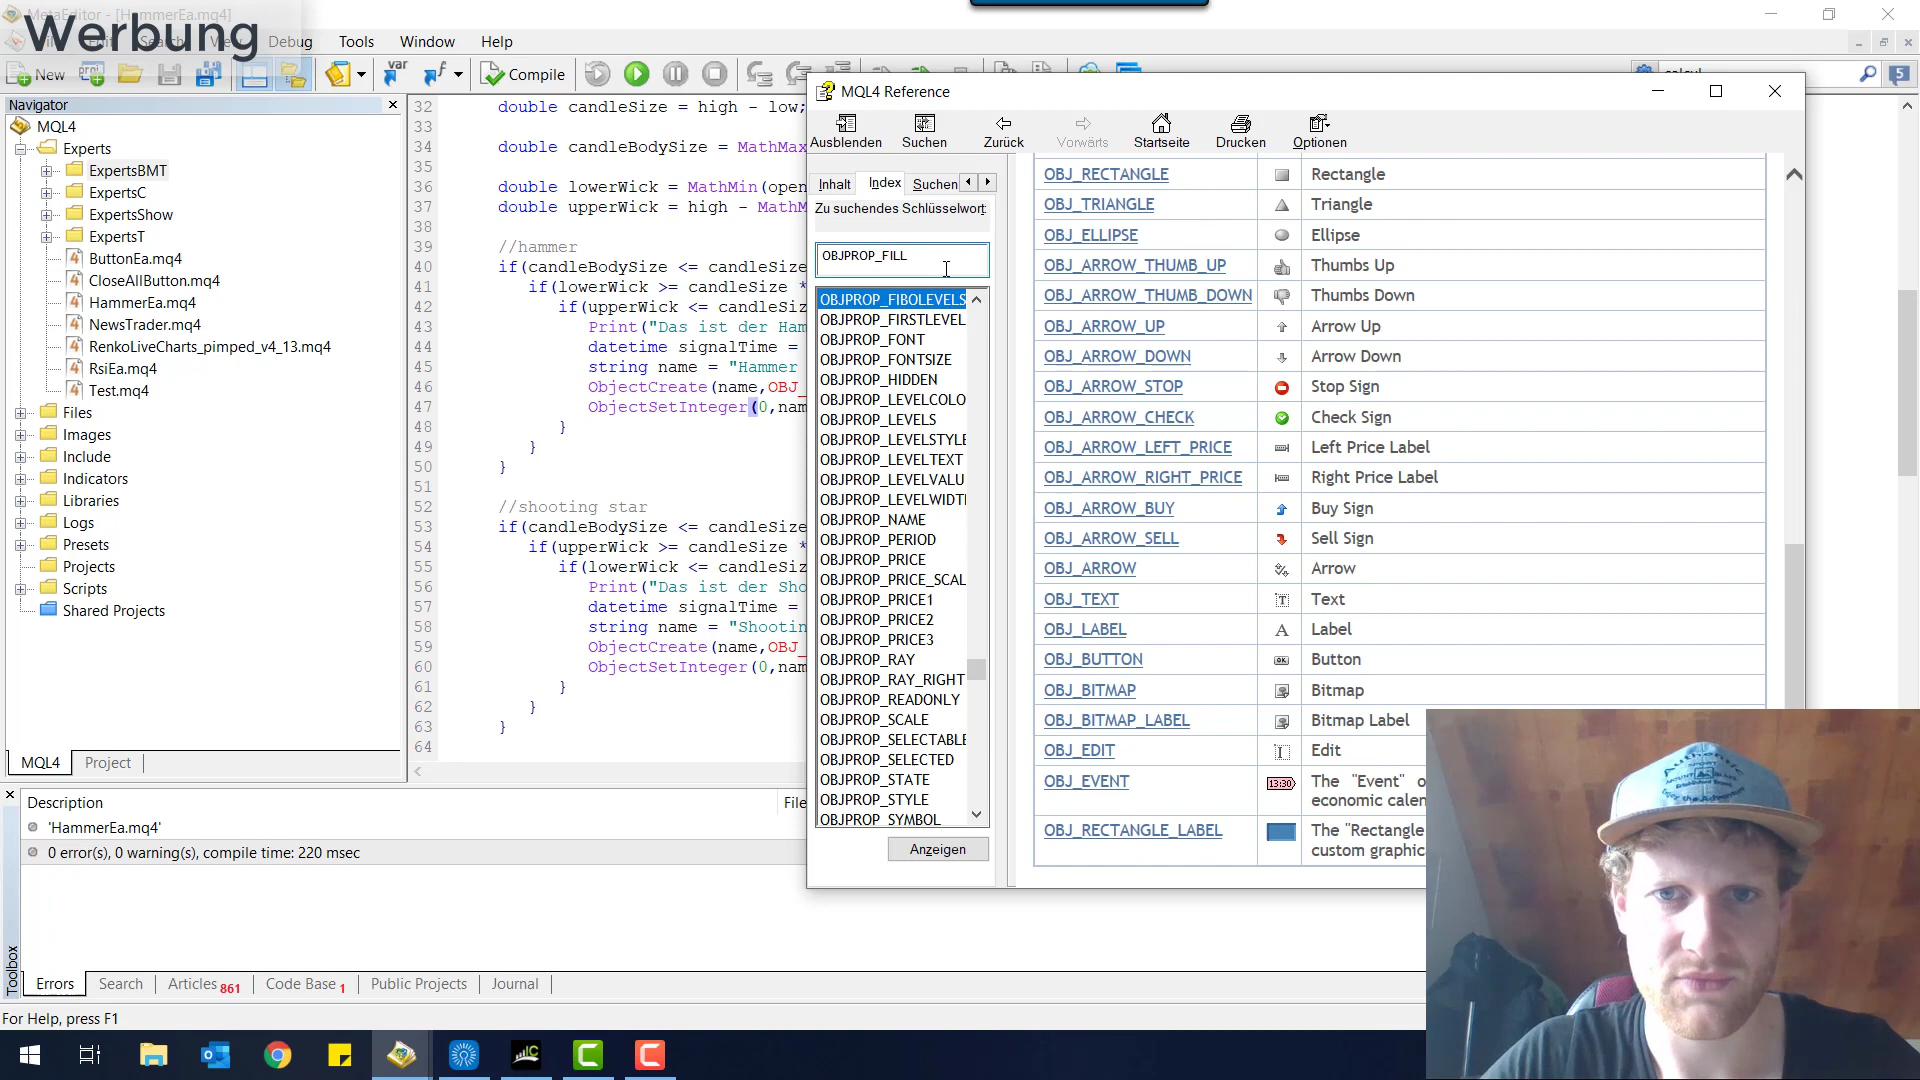 MetaEditor - [HammerEa.mq4]
Werbung
Debug
Tools
Window
Help
New
Compile
5
Navigator
MQL4
Experts
ExpertsBMT
ExpertsC
ExpertsShow
ExpertsT
ButtonEa.mq4
CloseAllButton.mq4
HammerEa.mq4
NewsTrader.mq4
RenkoLiveCharts_pimped_v4_13.mq4
RsiEa.mq4
Test.mq4
Files
Images
Include
Indicators
Libraries
Logs
Presets
Projects
Scripts
Shared Projects
MQL4
Project
32 double candleSize = high - low;
33
34 double candleBodySize = MathMax
35
36 double lowerWick = MathMin(open
37 double upperWick = high - MathM
38
39 //hammer
40 if(candleBodySize <= candleSize
41 if(lowerWick >= candleSize *
42 if(upperWick <= candleSiz
43 Print("Das ist der Ham
44 datetime signalTime =
45 string name = "Hammer
46 ObjectCreate(name,OBJ_
47 ObjectSetInteger(0,nam
48 }
49 }
50 }
51
52 //shooting star
53 if(candleBodySize <= candleSize
54 if(upperWick >= candleSize *
55 if(lowerWick <= candleSiz
56 Print("Das ist der Sho
57 datetime signalTime =
58 string name = "Shootin
59 ObjectCreate(name,OBJ_
60 ObjectSetInteger(0,nam
61 }
62 }
63 }
64
MQL4 Reference
Ausblenden
Suchen
Zurück
Vorwärts
Startseite
Drucken
Optionen
Inhalt
Index
Suchen
Zu suchendes Schlüsselwort:
OBJPROP_FILL
OBJPROP_FIBOLEVELS
OBJPROP_FIRSTLEVEL
OBJPROP_FONT
OBJPROP_FONTSIZE
OBJPROP_HIDDEN
OBJPROP_LEVELCOLO
OBJPROP_LEVELS
OBJPROP_LEVELSTYLE
OBJPROP_LEVELTEXT
OBJPROP_LEVELVALU
OBJPROP_LEVELWIDTH
OBJPROP_NAME
OBJPROP_PERIOD
OBJPROP_PRICE
OBJPROP_PRICE_SCAL
OBJPROP_PRICE1
OBJPROP_PRICE2
OBJPROP_PRICE3
OBJPROP_RAY
OBJPROP_RAY_RIGHT
OBJPROP_READONLY
OBJPROP_SCALE
OBJPROP_SELECTABLE
OBJPROP_SELECTED
OBJPROP_STATE
OBJPROP_STYLE
OBJPROP_SYMBOL
Anzeigen
OBJ_RECTANGLE Rectangle
OBJ_TRIANGLE Triangle
OBJ_ELLIPSE Ellipse
OBJ_ARROW_THUMB_UP Thumbs Up
OBJ_ARROW_THUMB_DOWN Thumbs Down
OBJ_ARROW_UP Arrow Up
OBJ_ARROW_DOWN Arrow Down
OBJ_ARROW_STOP Stop Sign
OBJ_ARROW_CHECK Check Sign
OBJ_ARROW_LEFT_PRICE Left Price Label
OBJ_ARROW_RIGHT_PRICE Right Price Label
OBJ_ARROW_BUY Buy Sign
OBJ_ARROW_SELL Sell Sign
OBJ_ARROW Arrow
OBJ_TEXT Text
OBJ_LABEL Label
OBJ_BUTTON Button
OBJ_BITMAP Bitmap
OBJ_BITMAP_LABEL Bitmap Label
OBJ_EDIT Edit
OBJ_EVENT 13:30 The "Event" o
economic calen
OBJ_RECTANGLE_LABEL The "Rectangle
custom graphica
Description
File
'HammerEa.mq4'
0 error(s), 0 warning(s), compile time: 220 msec
Toolbox
Errors
Search
Articles 861
Code Base 1
Public Projects
Journal
For Help, press F1